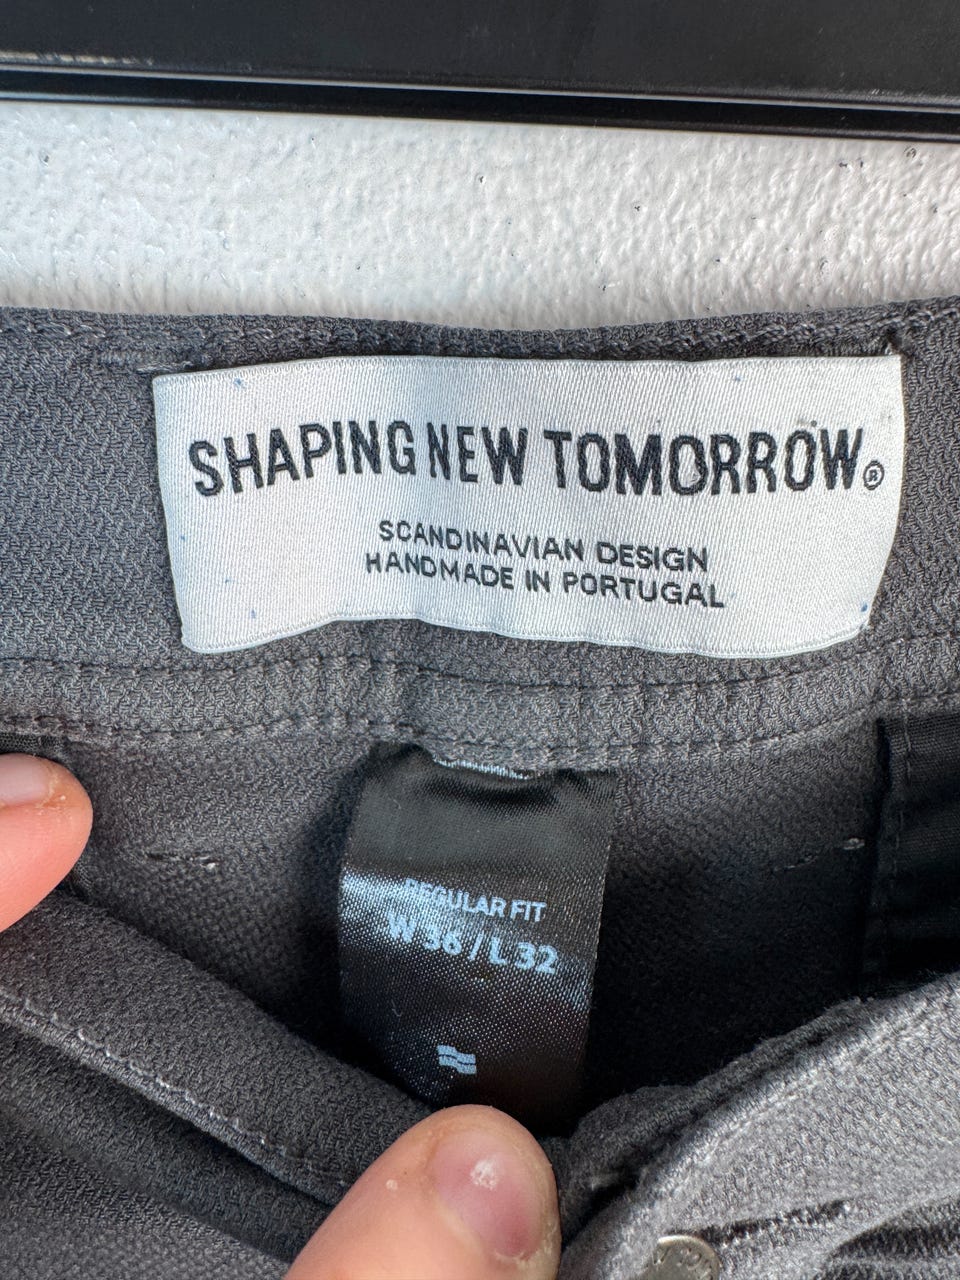 SHAPING NEW TOMORROW®
SCANDINAVIAN DESIGN
HANDMADE IN PORTUGAL
REGULAR FIT
W 36 / L 32